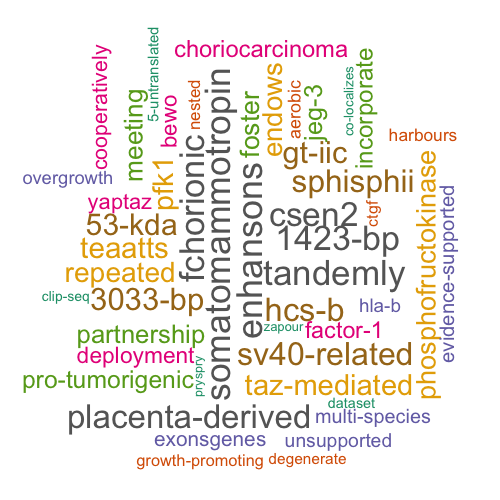 choriocarcinoma
cooperatively
5-untranslated
meeting
bewo
nested
fchorionic
somatomammotropin
foster
enhansons
endows
aerobic
jeg-3
co-localizes
incorporate
harbours
gt-iic
overgrowth
pfk1
sphisphii
yaptaz
csen2
ctgf
53-kda
1423-bp
teaatts
phosphofructokinase
evidence-supported
repeated
tandemly
clip-seq
3033-bp
hcs-b
hla-b
partnership
zapour
factor-1
deployment
sv40-related
pro-tumorigenic
pryspry
taz-mediated
dataset
placenta-derived
multi-species
exonsgenes
unsupported
growth-promoting
degenerate